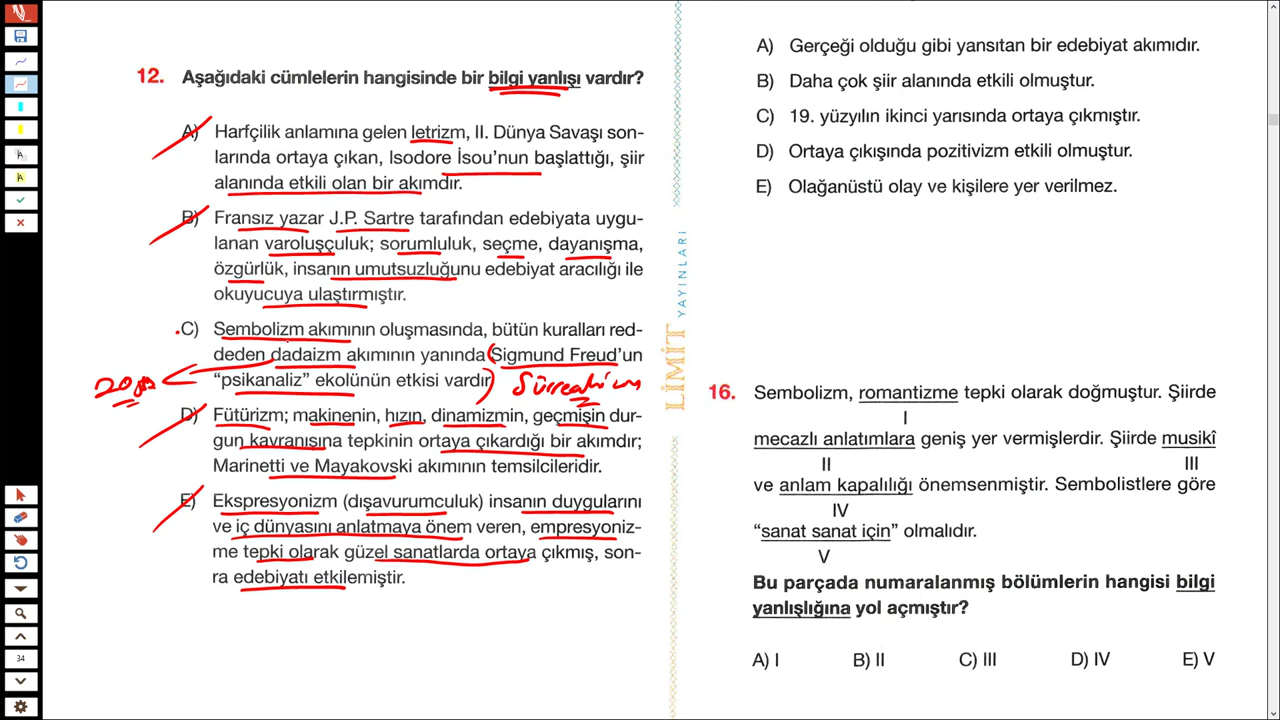 12. Aşağıdaki cümlelerin hangisinde bir bilgi yanlışı vardır?
A) Harfçilik anlamına gelen letrizm, II. Dünya Savaşı son-
larında ortaya çıkan, Isodore İsou'nun başlattığı, şiir
alanında etkili olan bir akımdır.
B) Fransız yazar J.P. Sartre tarafından edebiyata uygu-
lanan varoluşçuluk; sorumluluk, seçme, dayanışma,
özgürlük, insanın umutsuzluğunu edebiyat aracılığı ile
okuyucuya ulaştırmıştır.
C) Sembolizm akımının oluşmasında, bütün kuralları red-
deden dadaizm akımının yanında Sigmund Freud'un
"psikanaliz" ekolünün etkisi vardır
D) Fütürizm; makinenin, hızın, dinamizmin, geçmişin dur-
gun kavranısına tepkinin ortaya çıkardığı bir akımdır;
Marinetti ve Mayakovski akımının temsilcileridir.
E) Ekspresyonizm (dışavurumculuk) insanın duygularını
ve iç dünyasını anlatmaya önem veren, empresyoniz-
me tepki olarak güzel sanatlarda ortaya çıkmış, son-
ra edebiyatı etkilemiştir.
A) Gerçeği olduğu gibi yansıtan bir edebiyat akımıdır.
B) Daha çok şiir alanında etkili olmuştur.
C) 19. yüzyılın ikinci yarısında ortaya çıkmıştır.
D) Ortaya çıkışında pozitivizm etkili olmuştur.
E) Olağanüstü olay ve kişilere yer verilmez.
LİMİT YAYINLARI
16. Sembolizm, romantizme tepki olarak doğmuştur. Şiirde
I
mecazlı anlatımlara geniş yer vermişlerdir. Şiirde musikî
II III
ve anlam kapalılığı önemsenmiştir. Sembolistlere göre
IV
"sanat sanat için" olmalıdır.
V
Bu parçada numaralanmış bölümlerin hangisi bilgi
yanlışlığına yol açmıştır?
A) I B) II C) III D) IV E) V
34